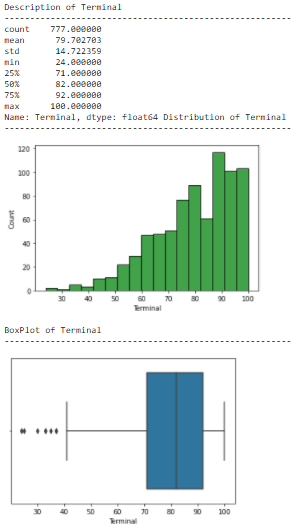 Description of Terminal
----------------------------------------------------------------
count 777.000000
mean 79.702703
std 14.722359
min 24.000000
25% 71.000000
50% 82.000000
75% 92.000000
max 100.000000
Name: Terminal, dtype: float64 Distribution of Terminal
----------------------------------------------------------------
120
100
80
60
40
20
0
Count
30 40 50 60 70 80 90 100
Terminal
BoxPlot of Terminal
----------------------------------------------------------------
30 40 50 60 70 80 90 100
Terminal